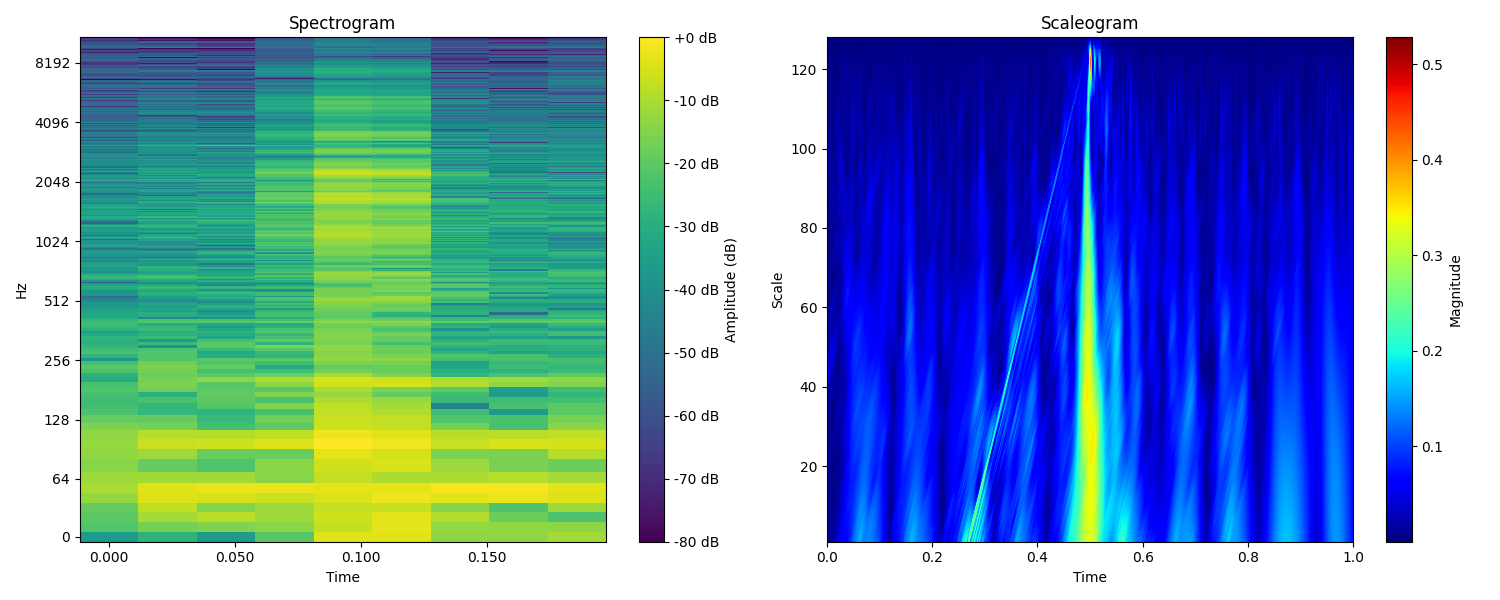 Spectrogram
Hz
8192
4096
2048
1024
512
256
128
64
0
0.000 0.050 0.100 0.150
Time
+0 dB
-10 dB
-20 dB
-30 dB
-40 dB
-50 dB
-60 dB
-70 dB
-80 dB
Amplitude (dB)
Scaleogram
Scale
120
100
80
60
40
20
0.0 0.2 0.4 0.6 0.8 1.0
Time
0.5
0.4
0.3
0.2
0.1
Magnitude